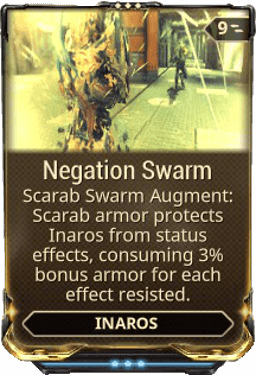 9
Negation Swarm
Scarab Swarm Augment:
Scarab armor protects
Inaros from status
effects, consuming 3%
bonus armor for each
effect resisted.
INAROS